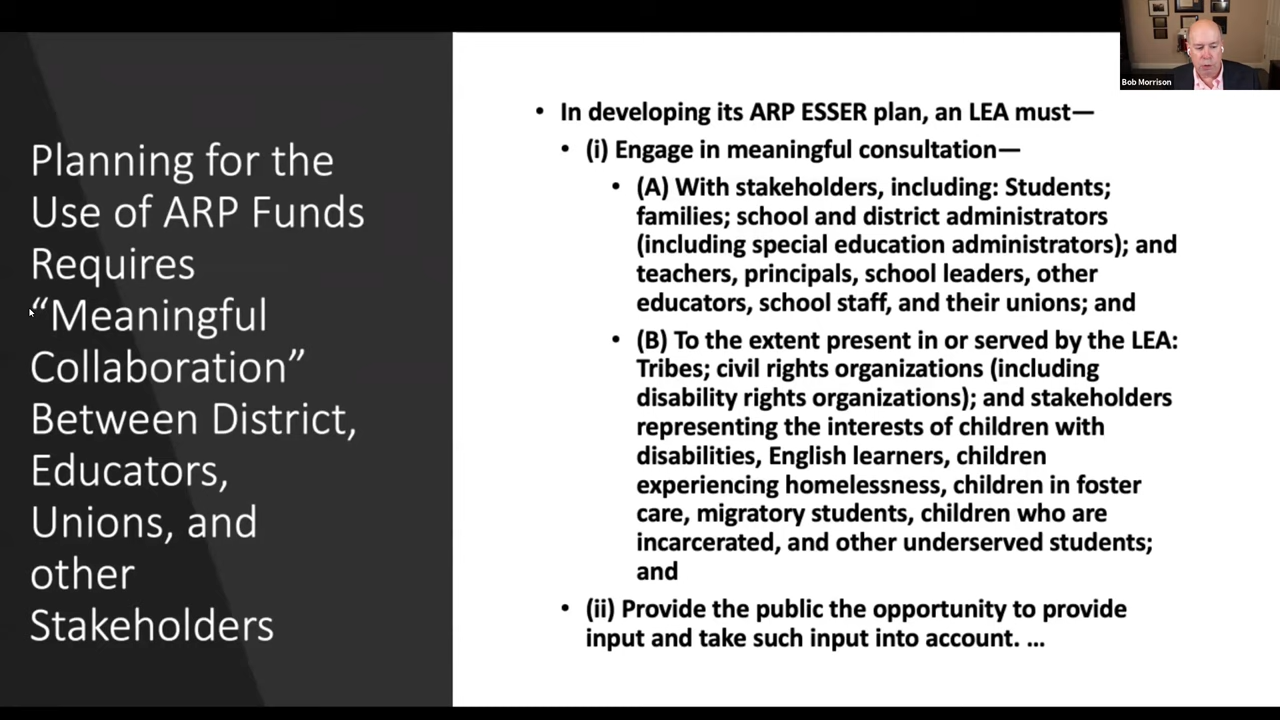 Planning for the
Use of ARP Funds
Requires
“Meaningful
Collaboration”
Between District,
Educators,
Unions, and
other
Stakeholders
• In developing its ARP ESSER plan, an LEA must—
• (i) Engage in meaningful consultation—
• (A) With stakeholders, including: Students;
families; school and district administrators
(including special education administrators); and
teachers, principals, school leaders, other
educators, school staff, and their unions; and
• (B) To the extent present in or served by the LEA:
Tribes; civil rights organizations (including
disability rights organizations); and stakeholders
representing the interests of children with
disabilities, English learners, children
experiencing homelessness, children in foster
care, migratory students, children who are
incarcerated, and other underserved students;
and
• (ii) Provide the public the opportunity to provide
input and take such input into account. ...
Bob Morrison